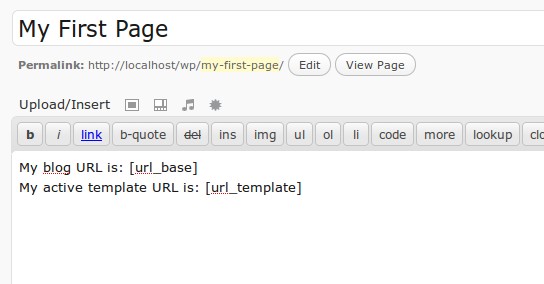 My First Page
Permalink: http://localhost/wp/my-first-page/ Edit View Page
Upload/Insert
b i link b-quote del ins img ul ol li code more lookup clo
My blog URL is: [url_base]
My active template URL is: [url_template]